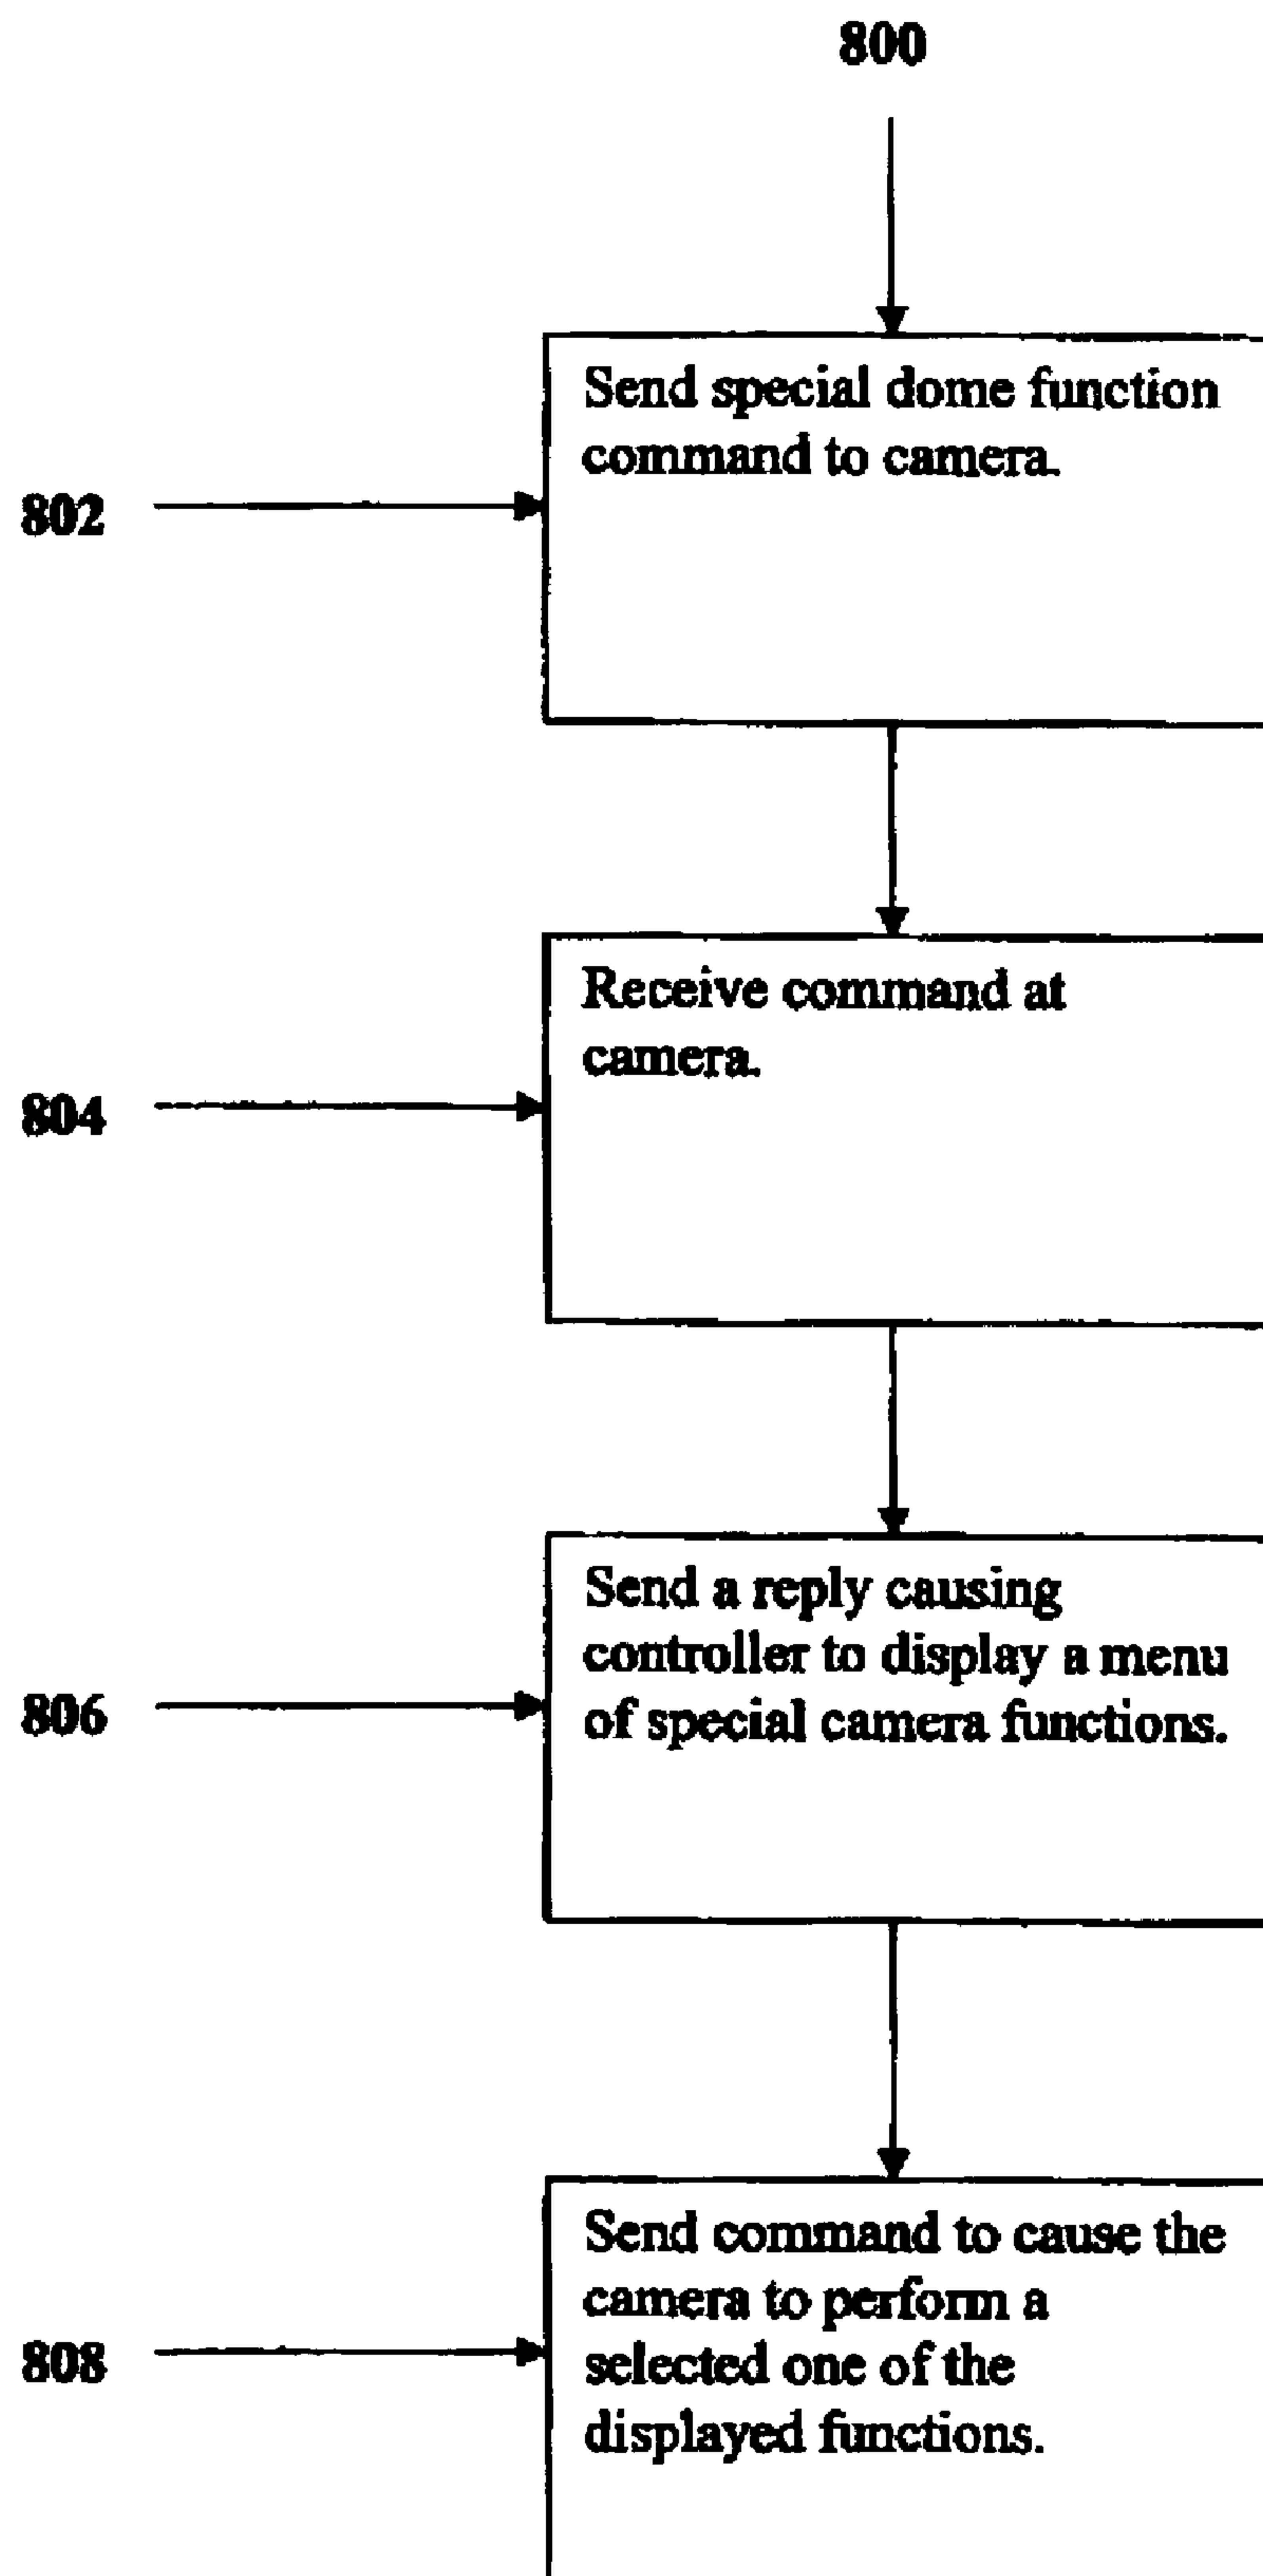 800
Send special dome function
command to camera.
802
Receive command at
camera.
804
Send a reply causing
controller to display a menu
of special camera functions.
806
Send command to cause the
camera to perform a
selected one of the
displayed functions.
808